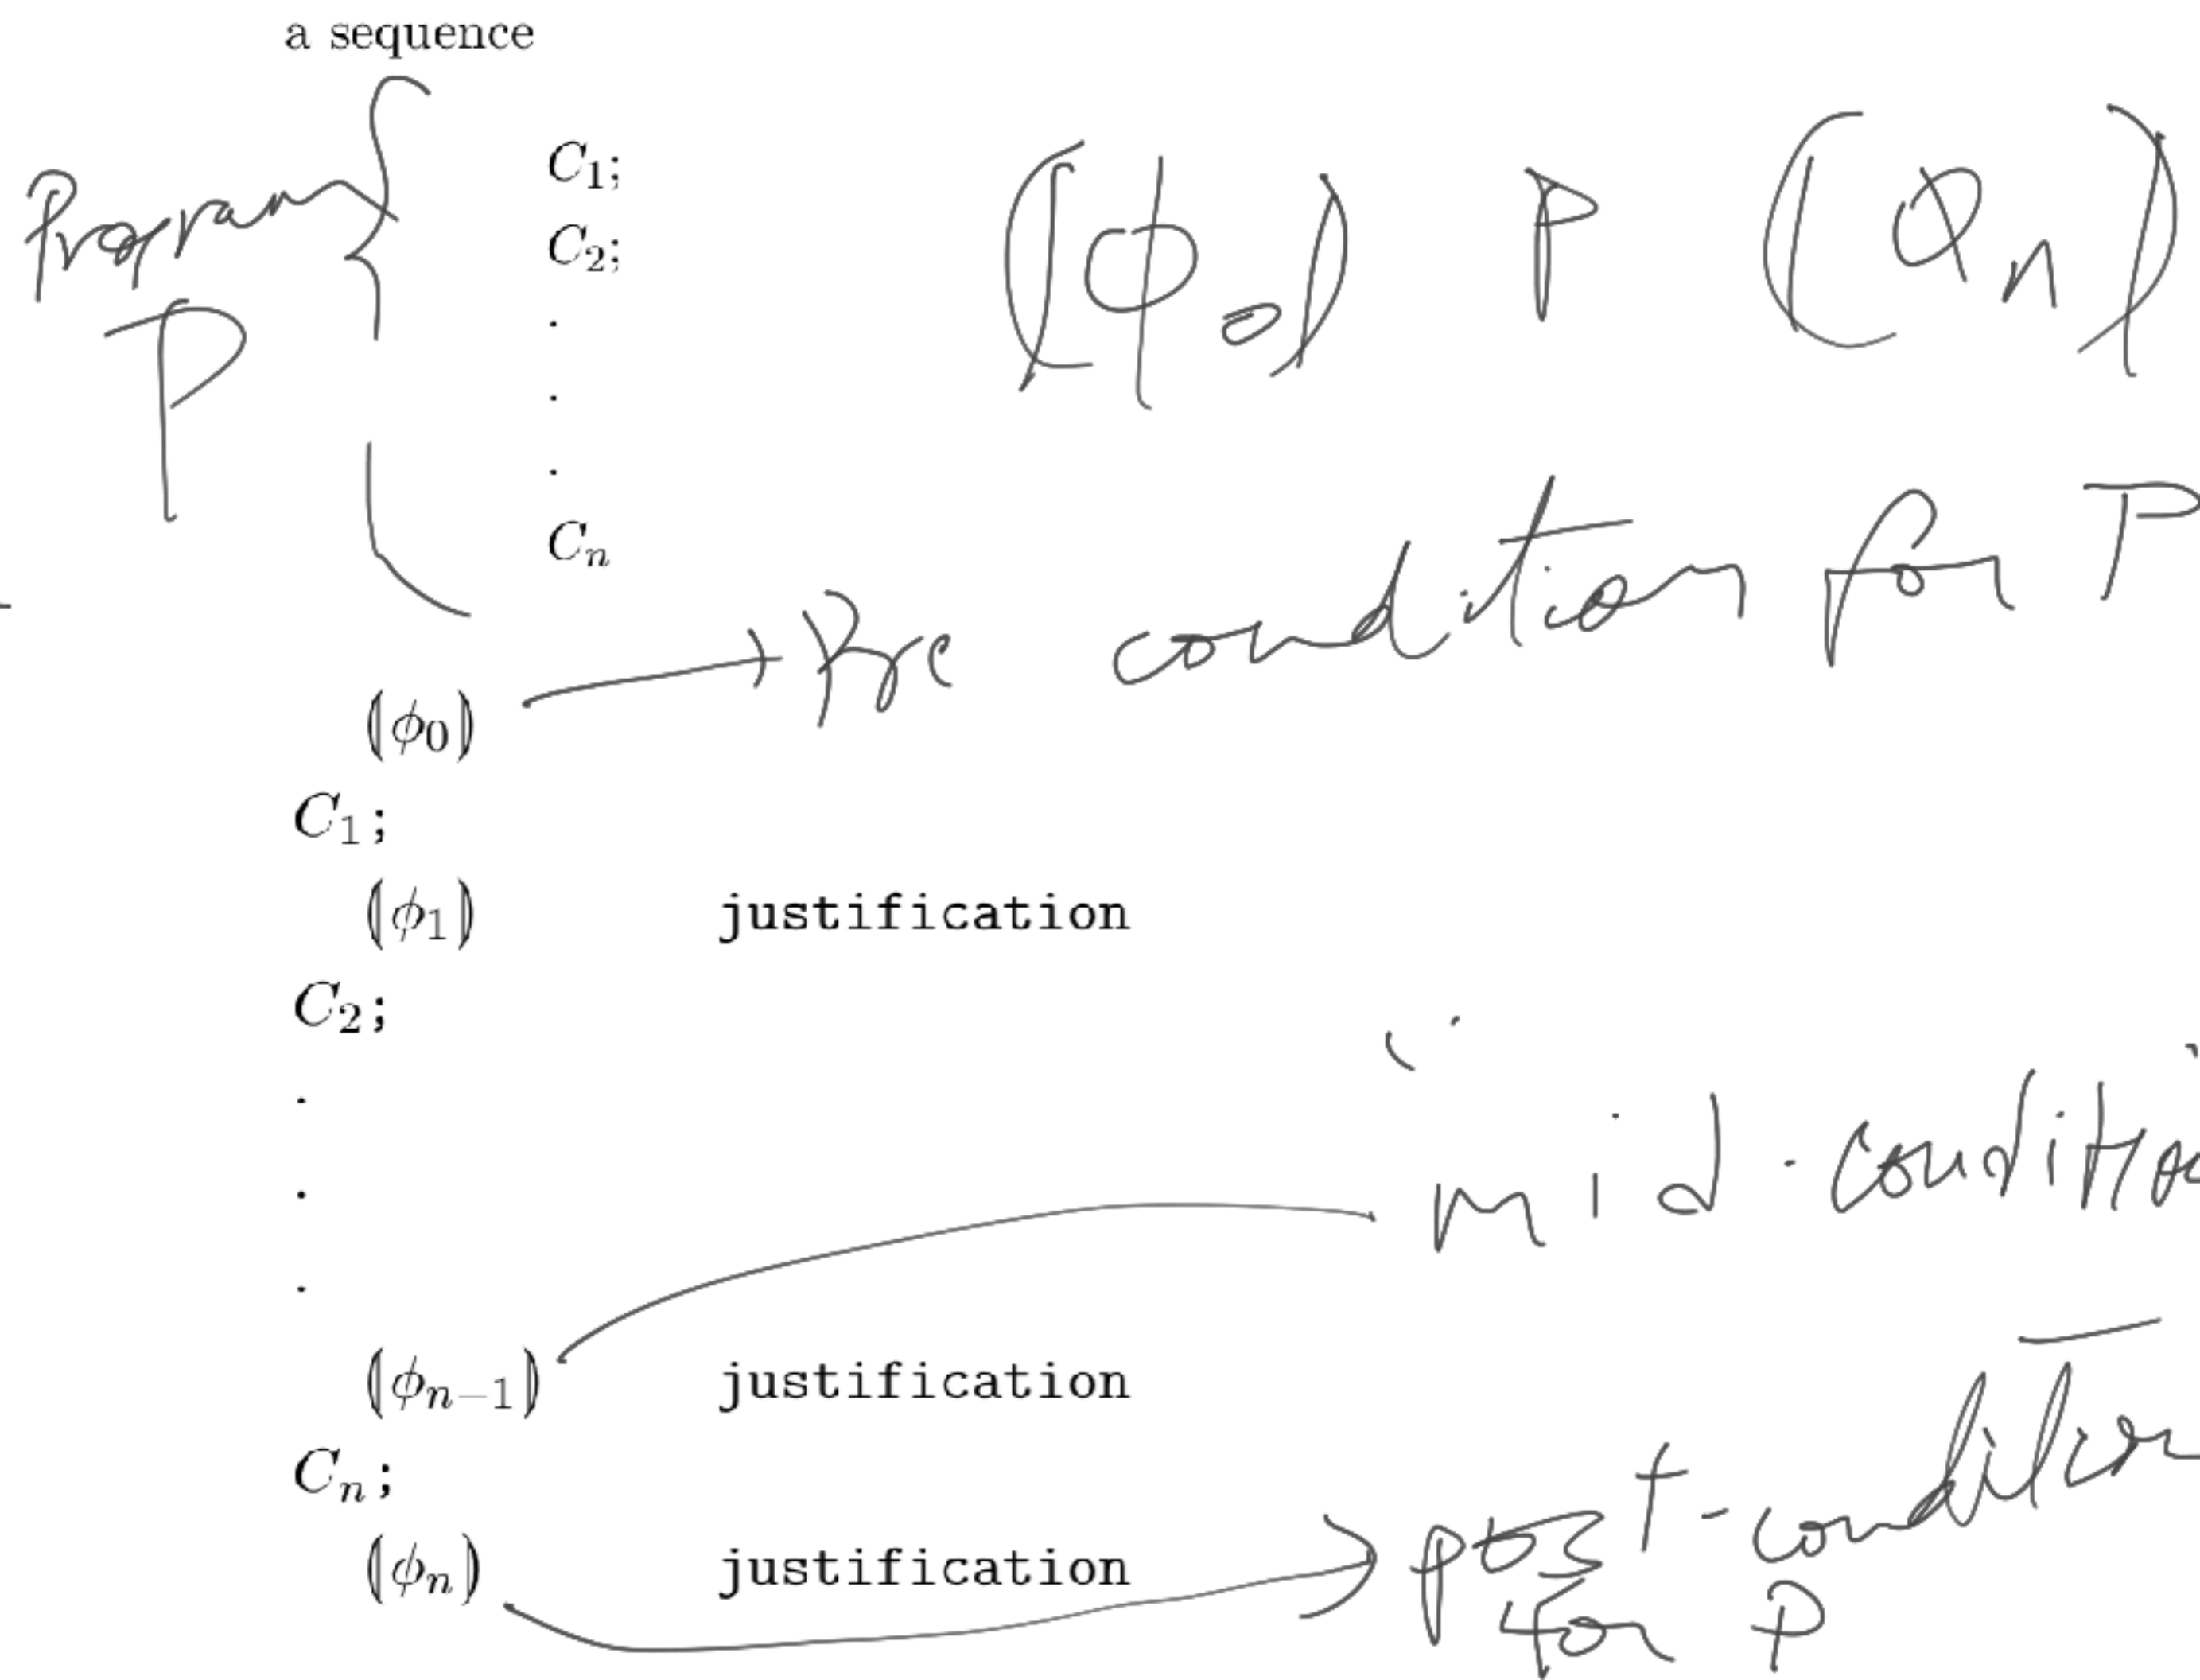 a sequence
Program P
C₁;
C₂;
.
.
.
Cₙ
⦇ϕ₀⦈ P ⦇ϕₙ⦈
⦇ϕ₀⦈ → Pre condition for P
C₁;
⦇ϕ₁⦈ justification
C₂;
.
.
.
mid-conditio
⦇ϕₙ₋₁⦈ justification
Cₙ;
⦇ϕₙ⦈ justification
post-condition
for P